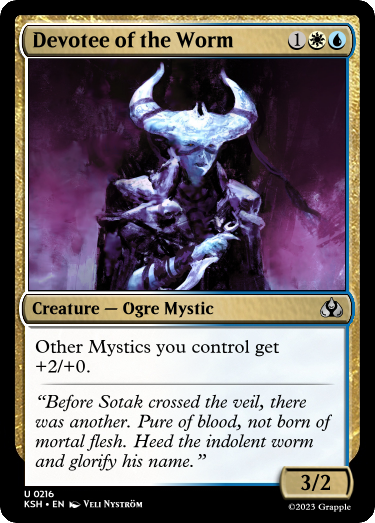 Devotee of the Worm 1
Creature — Ogre Mystic
Other Mystics you control get
+2/+0.
“Before Sotak crossed the veil, there
was another. Pure of blood, not born of
mortal flesh. Heed the indolent worm
and glorify his name.”
3/2
U 0216
KSH • EN Veli Nyström
©2023 Grapple